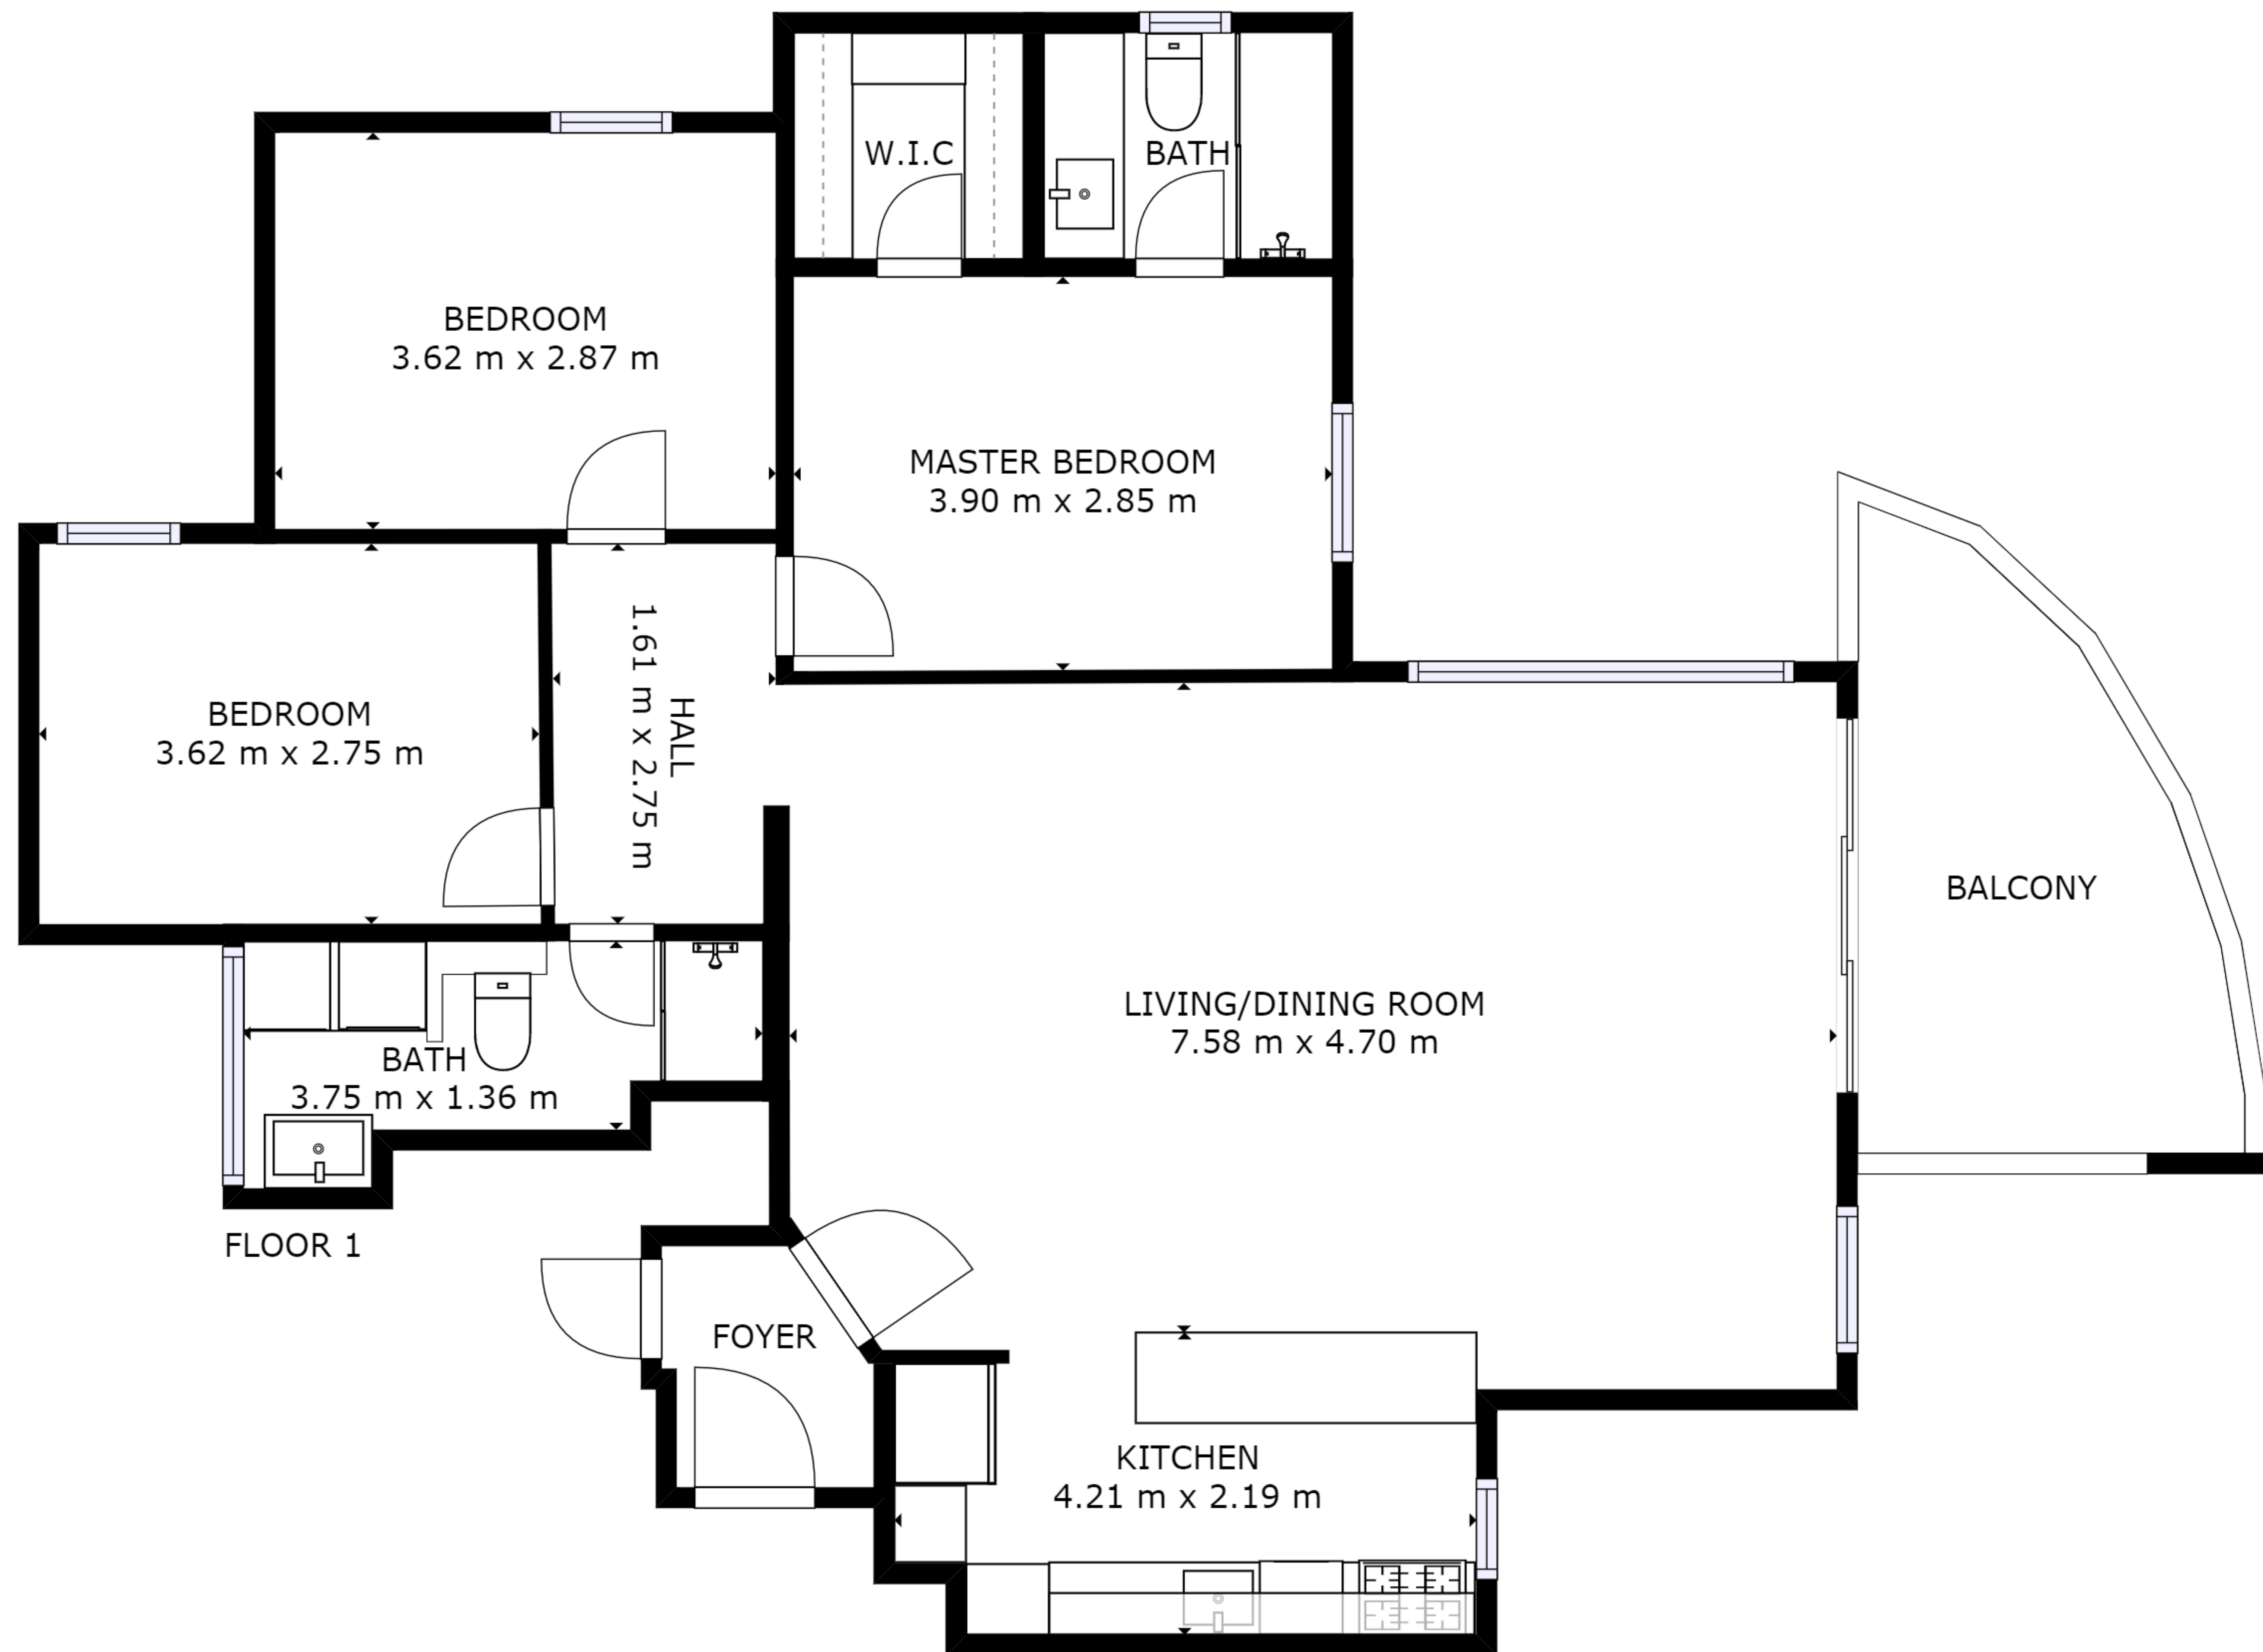 W.I.C
BATH
BEDROOM
3.62 m x 2.87 m
MASTER BEDROOM
3.90 m x 2.85 m
BEDROOM
3.62 m x 2.75 m
HALL
1.61 m x 2.75 m
BALCONY
LIVING/DINING ROOM
7.58 m x 4.70 m
BATH
3.75 m x 1.36 m
FLOOR 1
FOYER
KITCHEN
4.21 m x 2.19 m